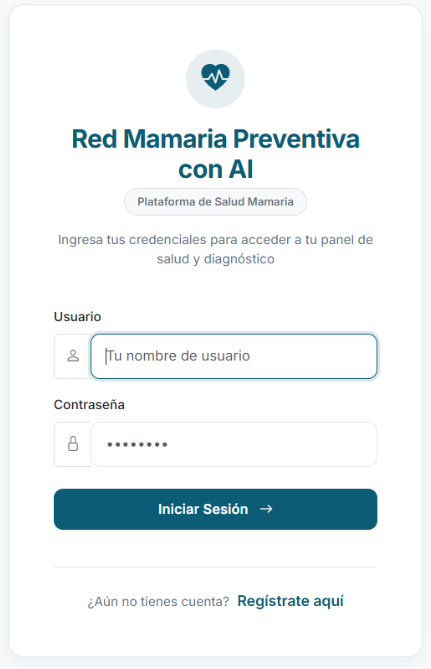 Red Mamaria Preventiva
con AI
Plataforma de Salud Mamaria
Ingresa tus credenciales para acceder a tu panel de
salud y diagnóstico
Usuario
Tu nombre de usuario
Contraseña
••••••••
Iniciar Sesión →
¿Aún no tienes cuenta? Regístrate aquí